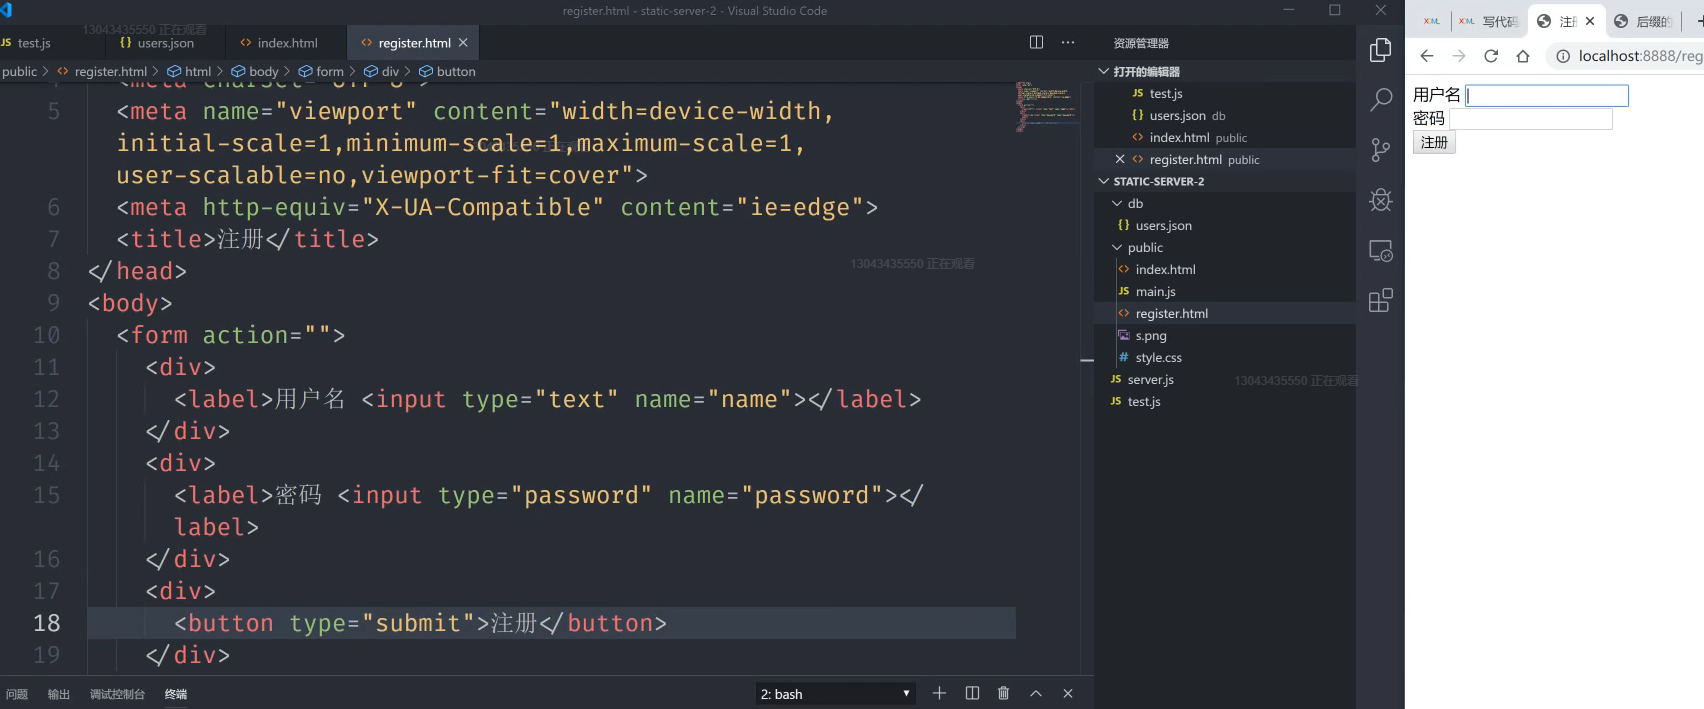 register.html - static-server-2 - Visual Studio Code
13043435550 正在观看
JS test.js
{} users.json
<> index.html
<> register.html
public > <> register.html > html > body > form > div > button
5 <meta name="viewport" content="width=device-width,
initial-scale=1,minimum-scale=1,maximum-scale=1,
user-scalable=no,viewport-fit=cover">
6 <meta http-equiv="X-UA-Compatible" content="ie=edge">
7 <title>注册</title>
13043435550 正在观看
8 </head>
9 <body>
10 <form action="">
11 <div>
12 <label>用户名 <input type="text" name="name"></label>
13 </div>
14 <div>
15 <label>密码 <input type="password" name="password"></
label>
16 </div>
17 <div>
18 <button type="submit">注册</button>
19 </div>
问题 输出 调试控制台 终端
2: bash
资源管理器
打开的编辑器
JS test.js
{} users.json db
<> index.html public
<> register.html public
STATIC-SERVER-2
db
{} users.json
public
<> index.html
JS main.js
<> register.html
s.png
# style.css
JS server.js
13043435550 正在观看
JS test.js
XDML
XDML 写代码
注册
后缀的
localhost:8888/reg
用户名
密码
注册